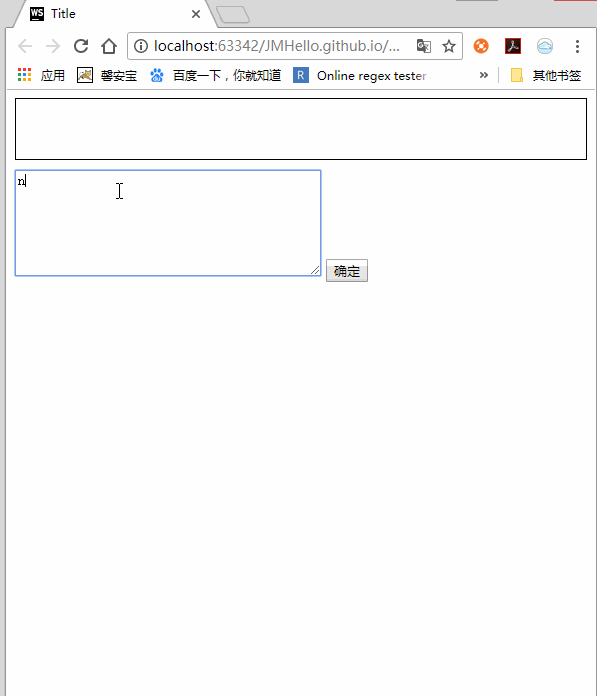 WS Title
localhost:63342/JMHello.github.io/...
应用 馨安宝 百度一下，你就知道 R Online regex tester » 其他书签
n
确定